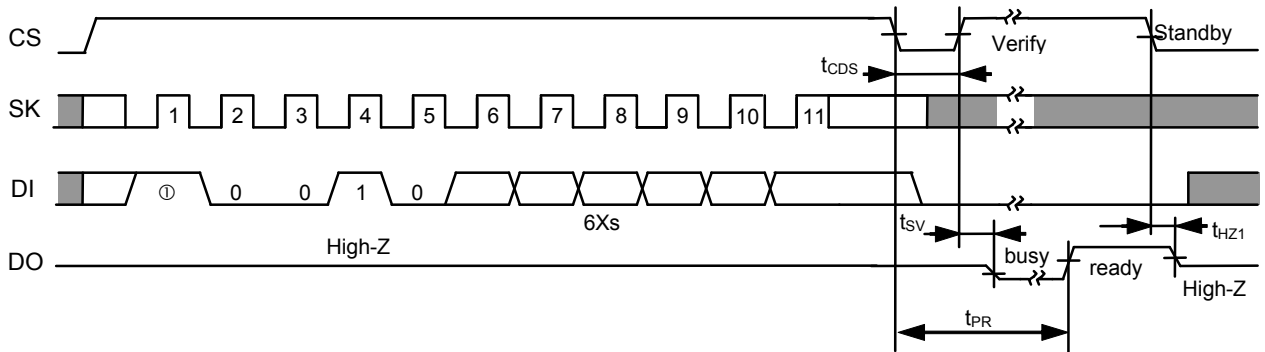 CS
Verify
Standby
tCDS
SK
1 2 3 4 5 6 7 8 9 10 11
DI
① 0 0 1 0
6Xs
tSV
tHZ1
High-Z
DO
busy
ready
High-Z
tPR